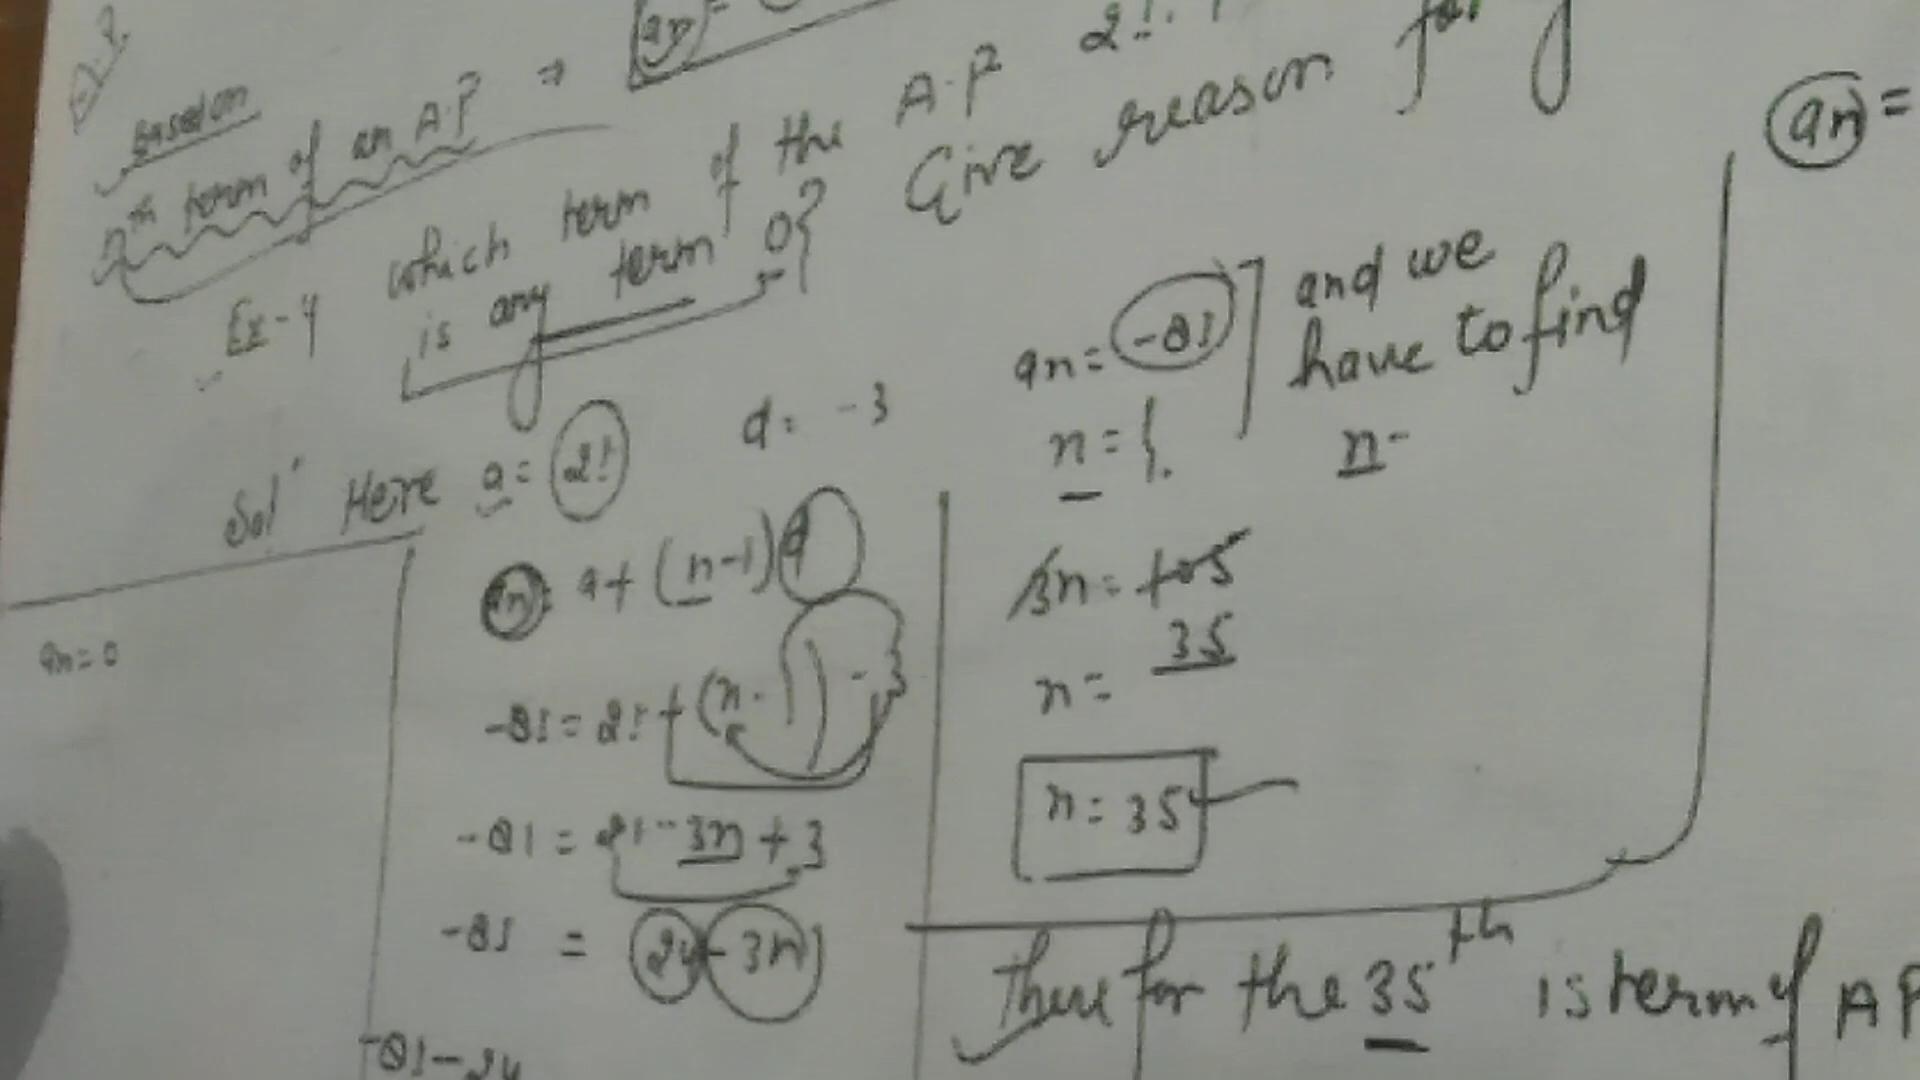 Based on
nth term of an A.P ⇒
Ex-4 which term of the A.P 21.
is any term 0? Give reason for y
Sol Here a = 21 d = -3
an = -81 and we
n = ?. have to find
n-
an =
an = a + (n-1)d
-81 = 21 + (n-1) -3
-81 = 21 - 3n + 3
-81 = 24 - 3n
-81-24
3n = 105
35
n =
n = 35
an = 0
There for the 35th is term of AP